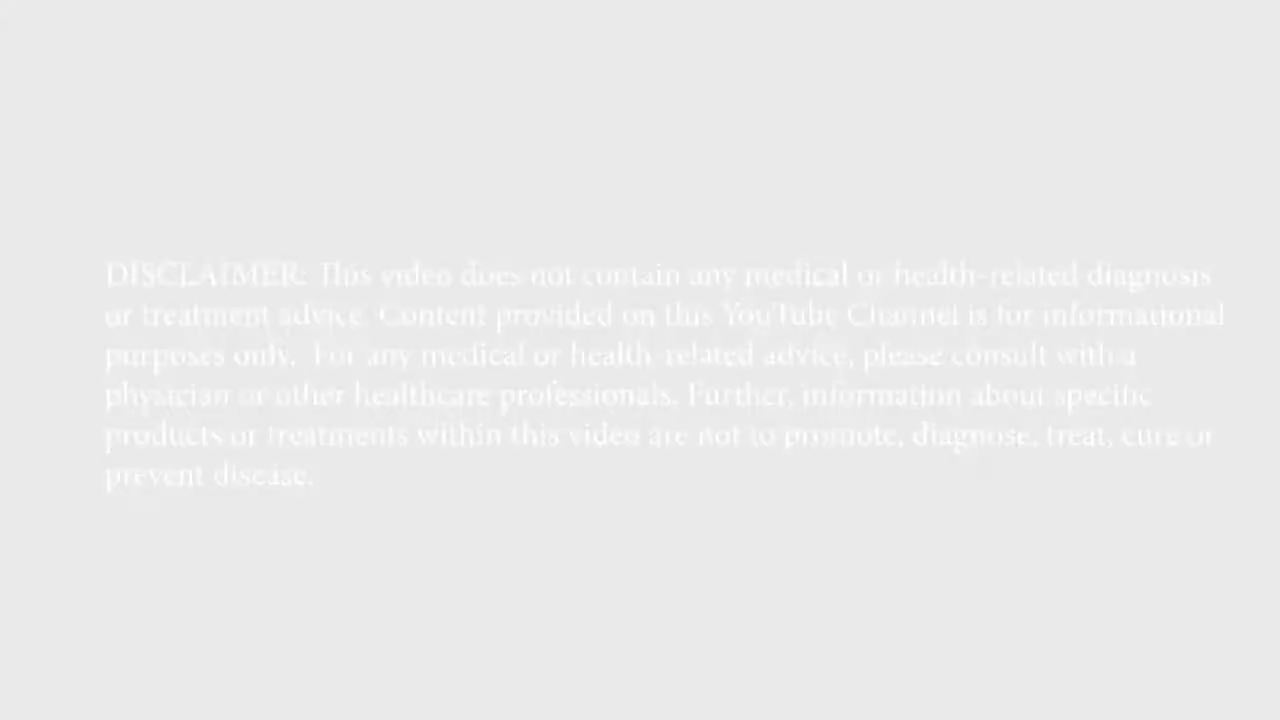 DISCLAIMER: This video does not contain any medical or health-related diagnosis
or treatment advice. Content provided on this YouTube Channel is for informational
purposes only.  For any medical or health-related advice, please consult with a
physician or other healthcare professionals. Further, information about specific
products or treatments within this video are not to promote, diagnose, treat, cure or
prevent disease.